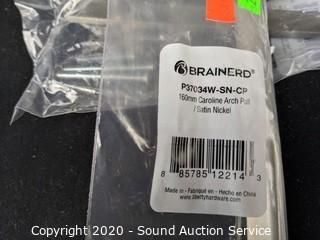 BRAINERD®
P37034W-SN-CP
160mm Caroline Arch Pull
/ Satin Nickel
8 85785 12214 3
Made in - Fabriqué en - Hecho en China
www.libertyhardware.com
Copyright © 2020 - Sound Auction Service